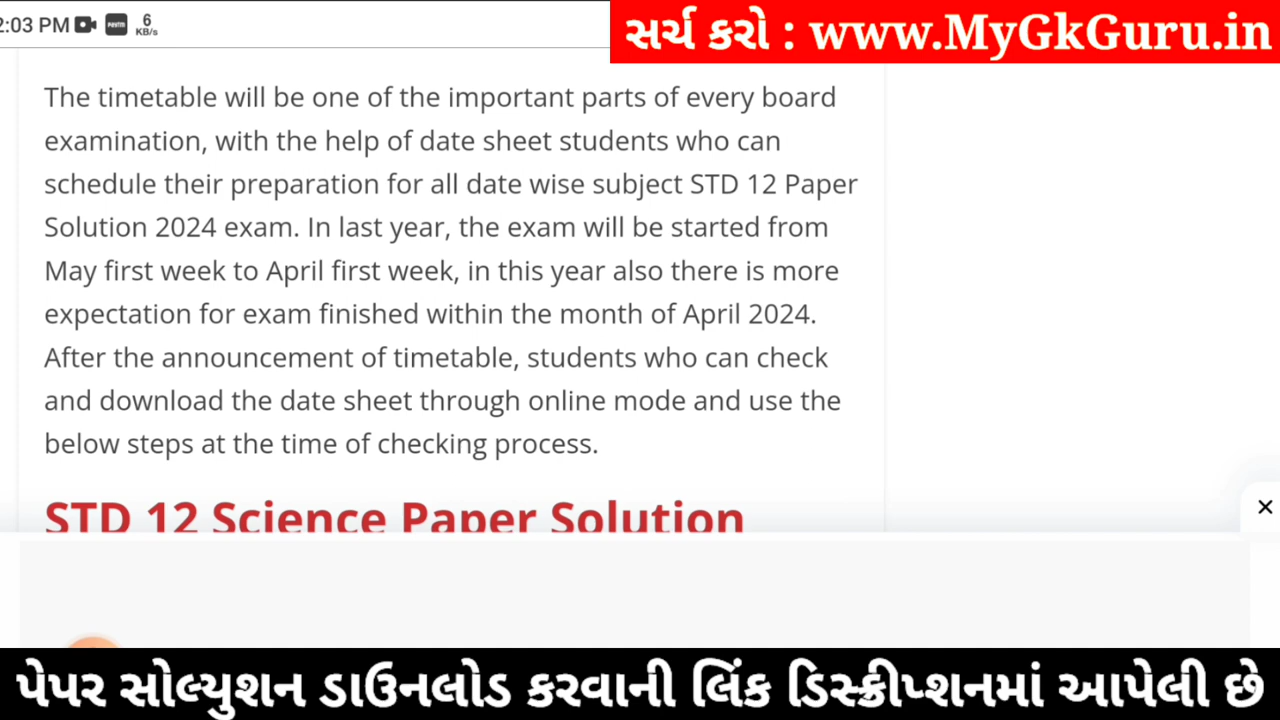 2:03 PM 6 KB/s
સર્ચ કરો : www.MyGkGuru.in
The timetable will be one of the important parts of every board
examination, with the help of date sheet students who can
schedule their preparation for all date wise subject STD 12 Paper
Solution 2024 exam. In last year, the exam will be started from
May first week to April first week, in this year also there is more
expectation for exam finished within the month of April 2024.
After the announcement of timetable, students who can check
and download the date sheet through online mode and use the
below steps at the time of checking process.
STD 12 Science Paper Solution
પેપર સોલ્યુશન ડાઉનલોડ કરવાની લિંક ડિસ્ક્રીપ્શનમાં આપેલી છે